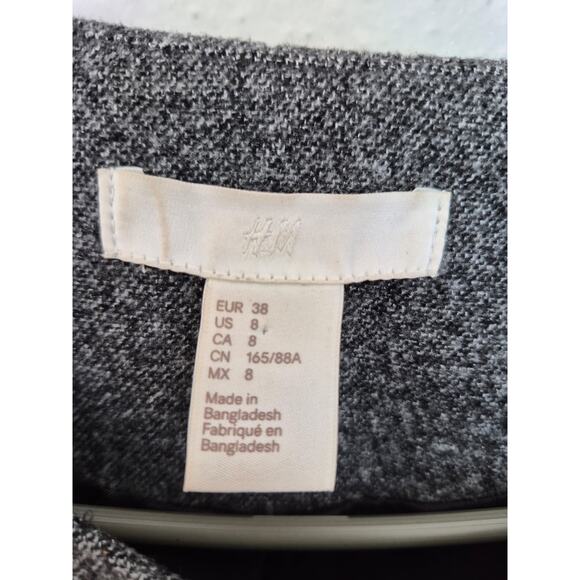 H&M
EUR 38
US 8
CA 8
CN 165/88A
MX 8
Made in
Bangladesh
Fabriqué en
Bangladesh